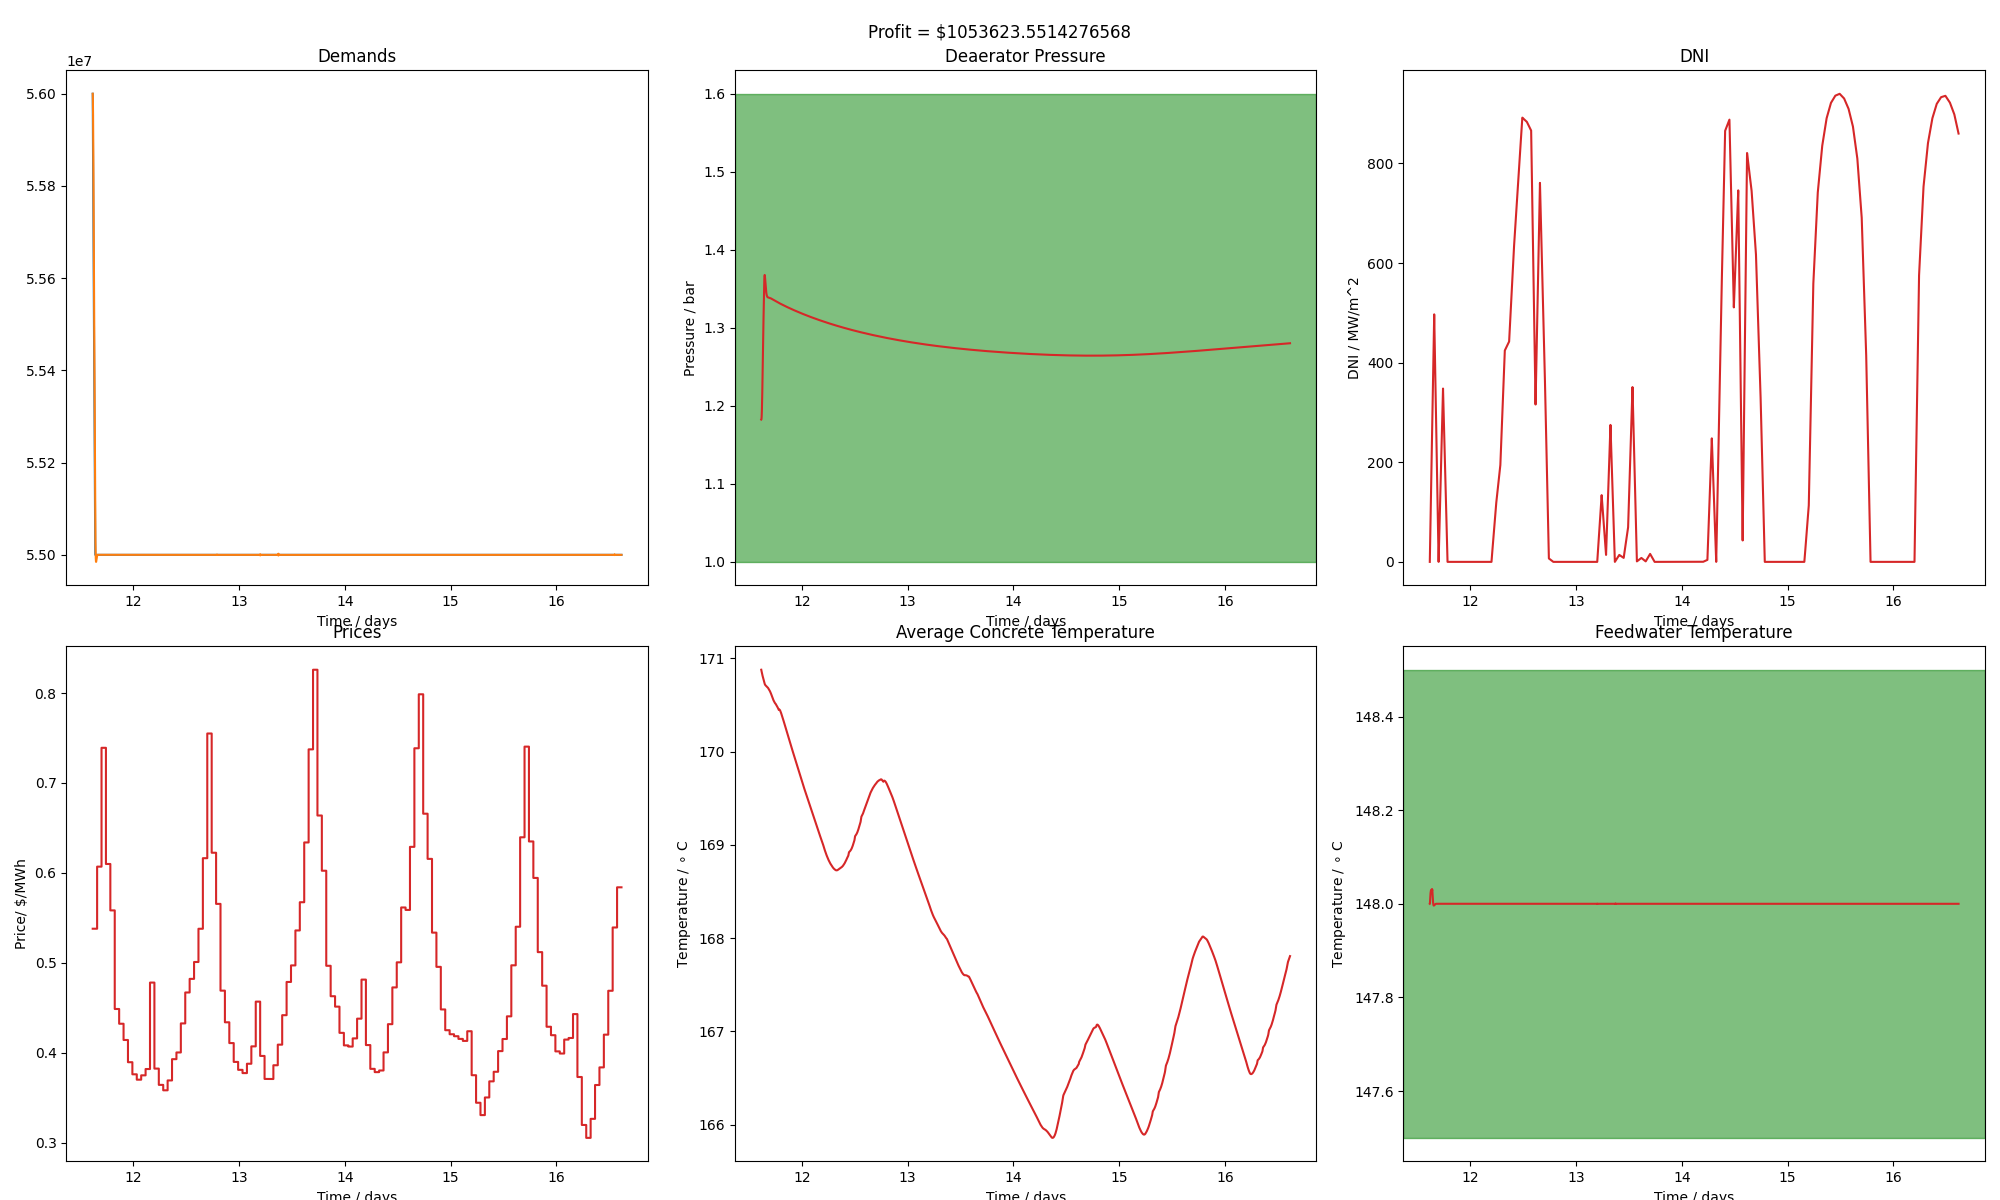 Profit = $1053623.5514276568
Demands
1e7
5.60
5.58
5.56
5.54
5.52
5.50
12 13 14 15 16
Time / days
Deaerator Pressure
Pressure / bar
1.6
1.5
1.4
1.3
1.2
1.1
1.0
12 13 14 15 16
Time / days
DNI
DNI / MW/m^2
800
600
400
200
0
12 13 14 15 16
Time / days
Prices
Price/ $/MWh
0.8
0.7
0.6
0.5
0.4
0.3
12 13 14 15 16
Time / days
Average Concrete Temperature
Temperature / ∘ C
171
170
169
168
167
166
12 13 14 15 16
Time / days
Feedwater Temperature
Temperature / ∘ C
148.4
148.2
148.0
147.8
147.6
12 13 14 15 16
Time / days